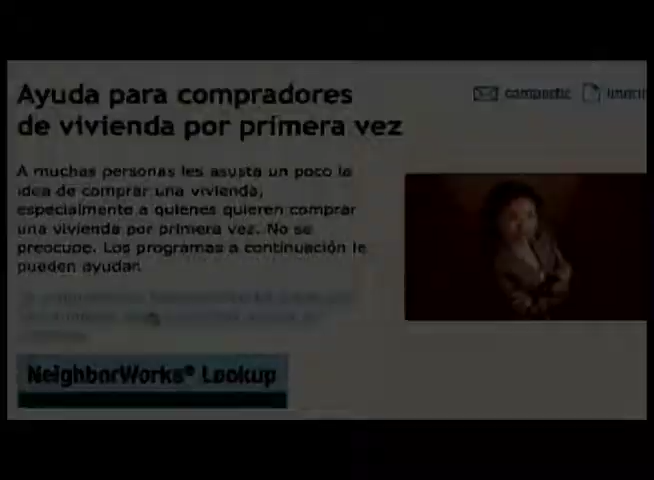 Ayuda para compradores
de vivienda por primera vez
compartir
A muchas personas les asusta un poco la
idea de comprar una vivienda,
especialmente a quienes quieren comprar
una vivienda por primera vez. No se
preocupe. Los programas a continuación le
pueden ayudar.
NeighborWorks® Lookup